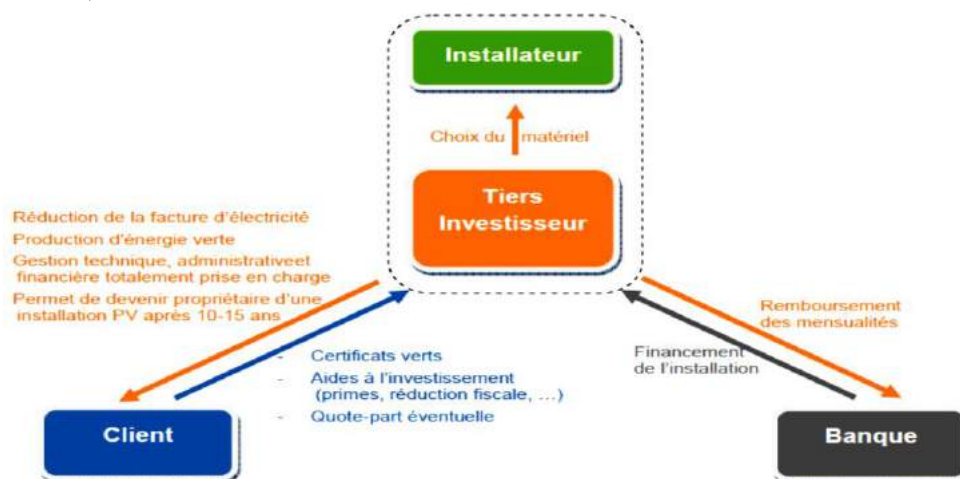 Installateur
Choix du matériel
Tiers
Investisseur
Réduction de la facture d'électricité
Production d'énergie verte
Gestion technique, administrativeet
financière totalement prise en charge
Permet de devenir propriétaire d'une
installation PV après 10-15 ans
- Certificats verts
- Aides à l'investissement
(primes, réduction fiscale, ...)
- Quote-part éventuelle
Remboursement
des mensualités
Financement
de l'installation
Client
Banque